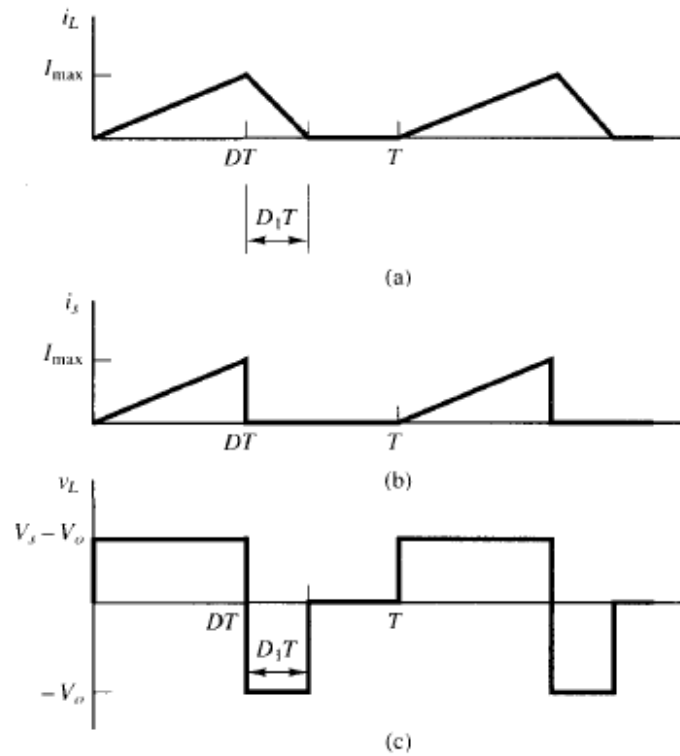 i_L
I_max
DT T
D_1T
(a)
i_s
I_max
DT T
(b)
v_L
V_s – V_o
DT T
D_1T
– V_o
(c)